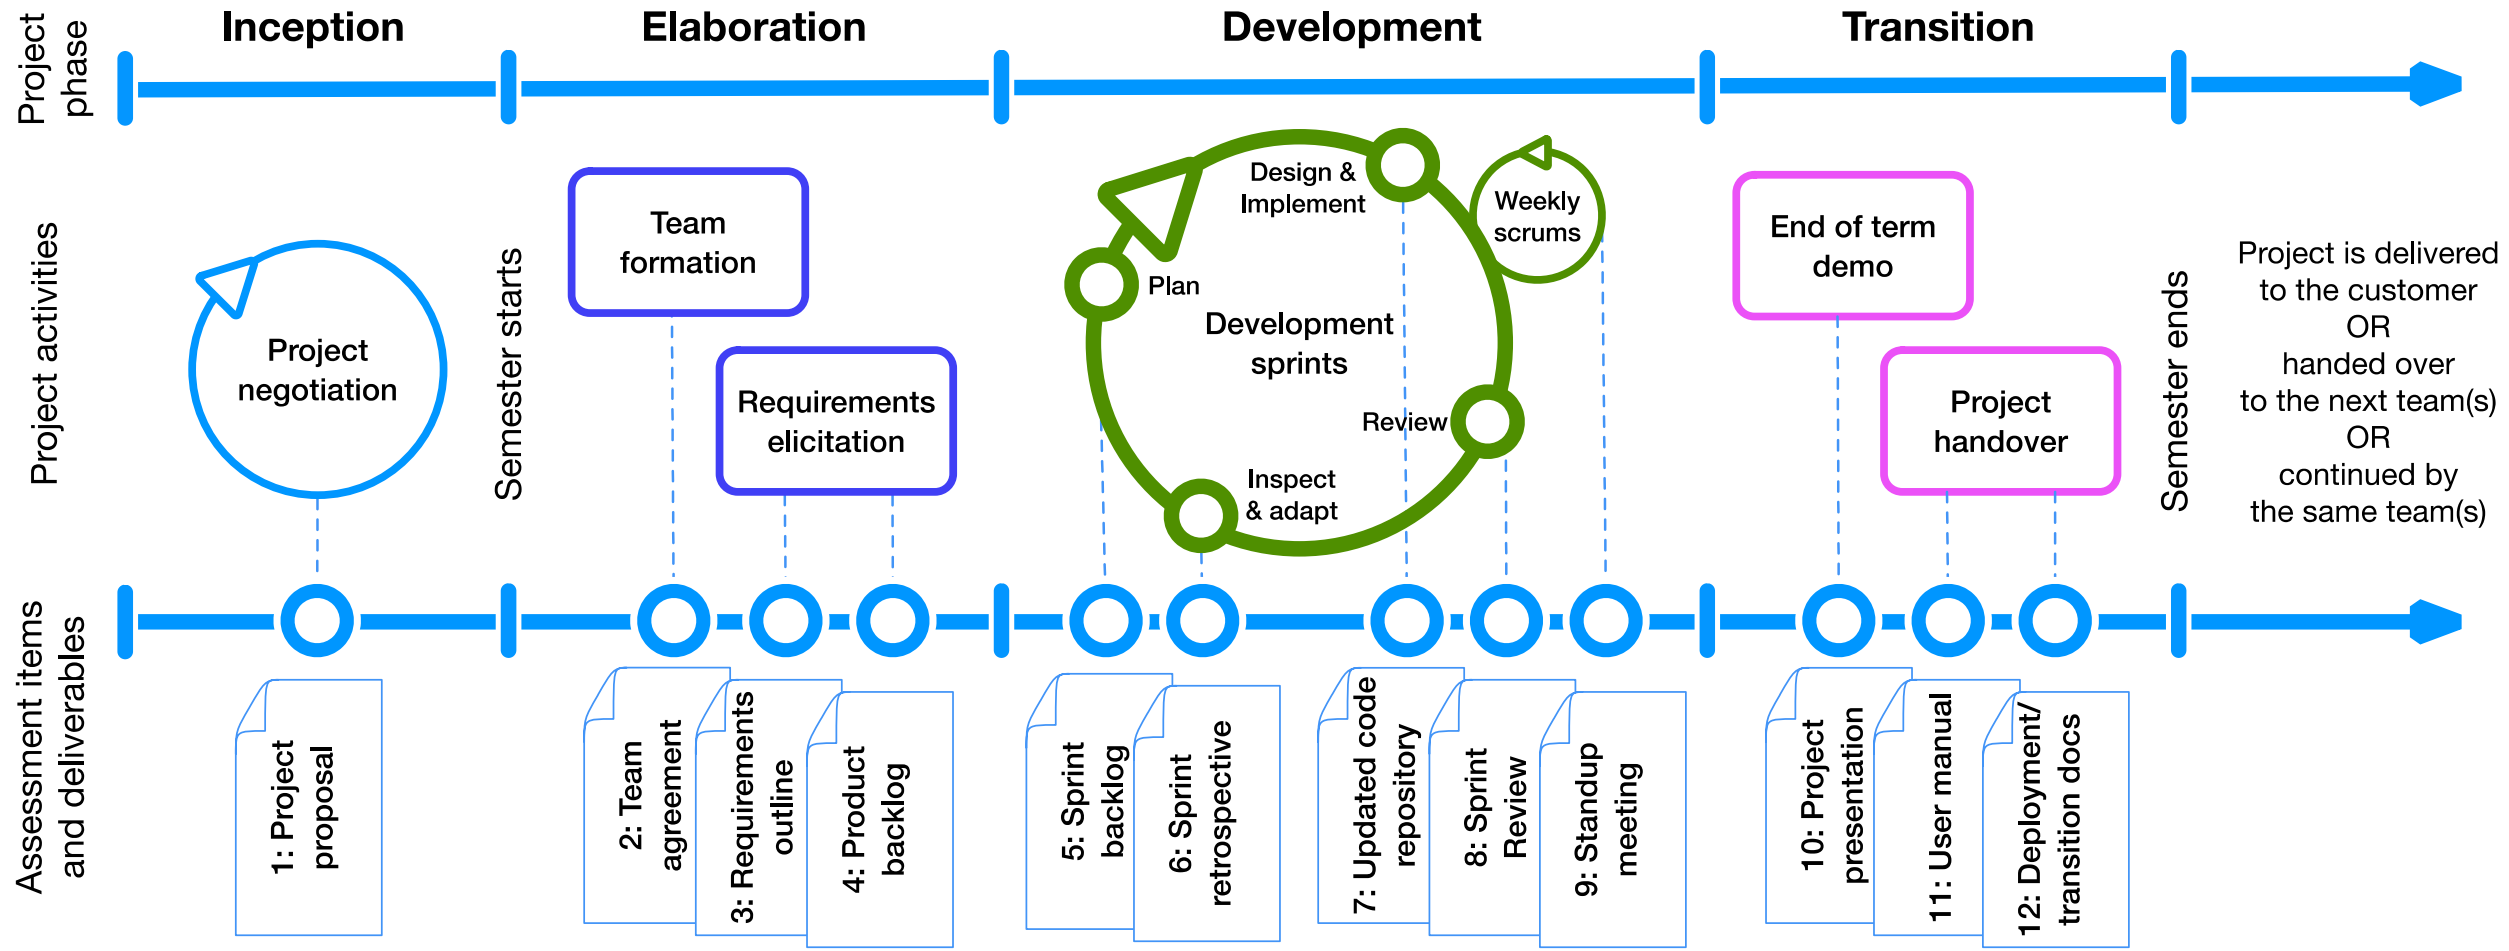 Project
phase
Inception
Elaboration
Development
Transition
Project activities
Project
negotiation
Semester starts
Team
formation
Requirements
elicitation
Design &
Implement
Weekly
scrums
Plan
Development
sprints
Review
Inspect
& adapt
End of term
demo
Project
handover
Semester ends
Project is delivered
to the customer
OR
handed over
to the next team(s)
OR
continued by
the same team(s)
Assessment items
and deliverables
1: Project
proposal
2: Team
agreement
3: Requirements
outline
4: Product
backlog
5: Sprint
backlog
6: Sprint
retrospective
7: Updated code
repository
8: Sprint
Review
9: Standup
meeting
10: Project
presentation
11: User manual
12: Deployment/
transition docs